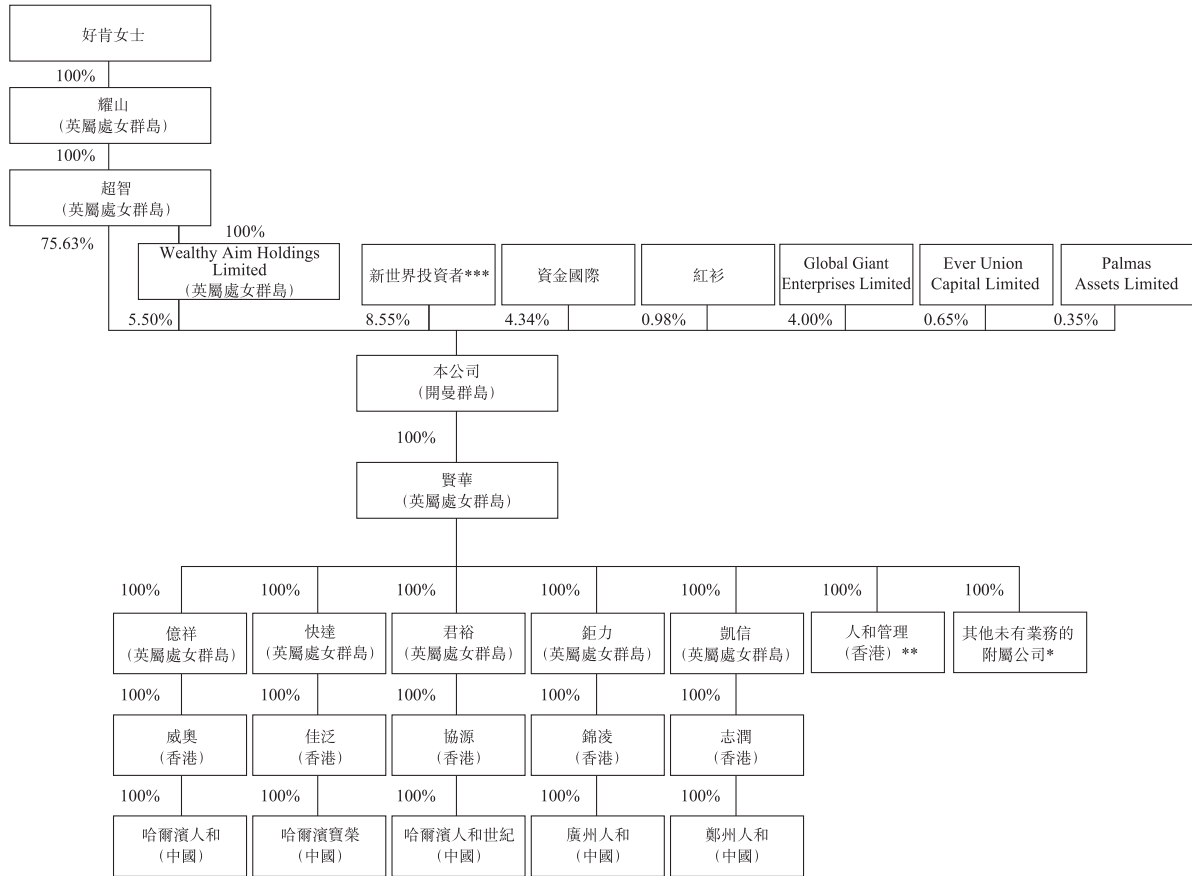 好肯女士
100%
耀山
(英屬處女群島)
100%
超智
(英屬處女群島)
75.63%
100%
Wealthy Aim Holdings
Limited
(英屬處女群島)
新世界投資者***
資金國際
紅衫
Global Giant
Enterprises Limited
Ever Union
Capital Limited
Palmas
Assets Limited
5.50%
8.55%
4.34%
0.98%
4.00%
0.65%
0.35%
本公司
(開曼群島)
100%
賢華
(英屬處女群島)
100%
100%
100%
100%
100%
100%
100%
億祥
(英屬處女群島)
快達
(英屬處女群島)
君裕
(英屬處女群島)
鉅力
(英屬處女群島)
凱信
(英屬處女群島)
人和管理
(香港) **
其他未有業務的
附屬公司*
100%
100%
100%
100%
100%
威奧
(香港)
佳泛
(香港)
協源
(香港)
錦凌
(香港)
志潤
(香港)
100%
100%
100%
100%
100%
哈爾濱人和
(中國)
哈爾濱寶榮
(中國)
哈爾濱人和世紀
(中國)
廣州人和
(中國)
鄭州人和
(中國)